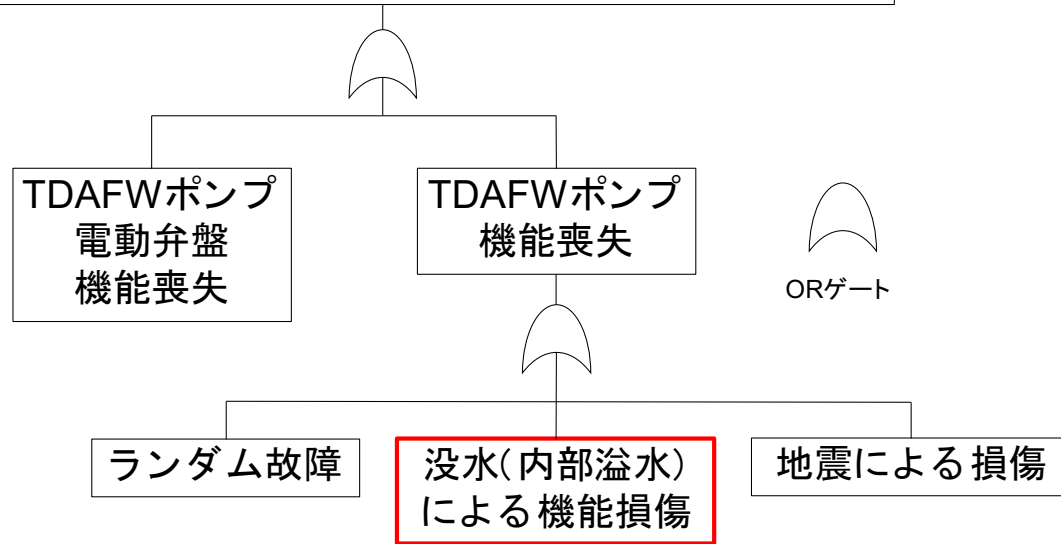 TDAFWポンプ
電動弁盤
機能喪失
TDAFWポンプ
機能喪失
ORゲート
ランダム故障
没水(内部溢水)
による機能損傷
地震による損傷